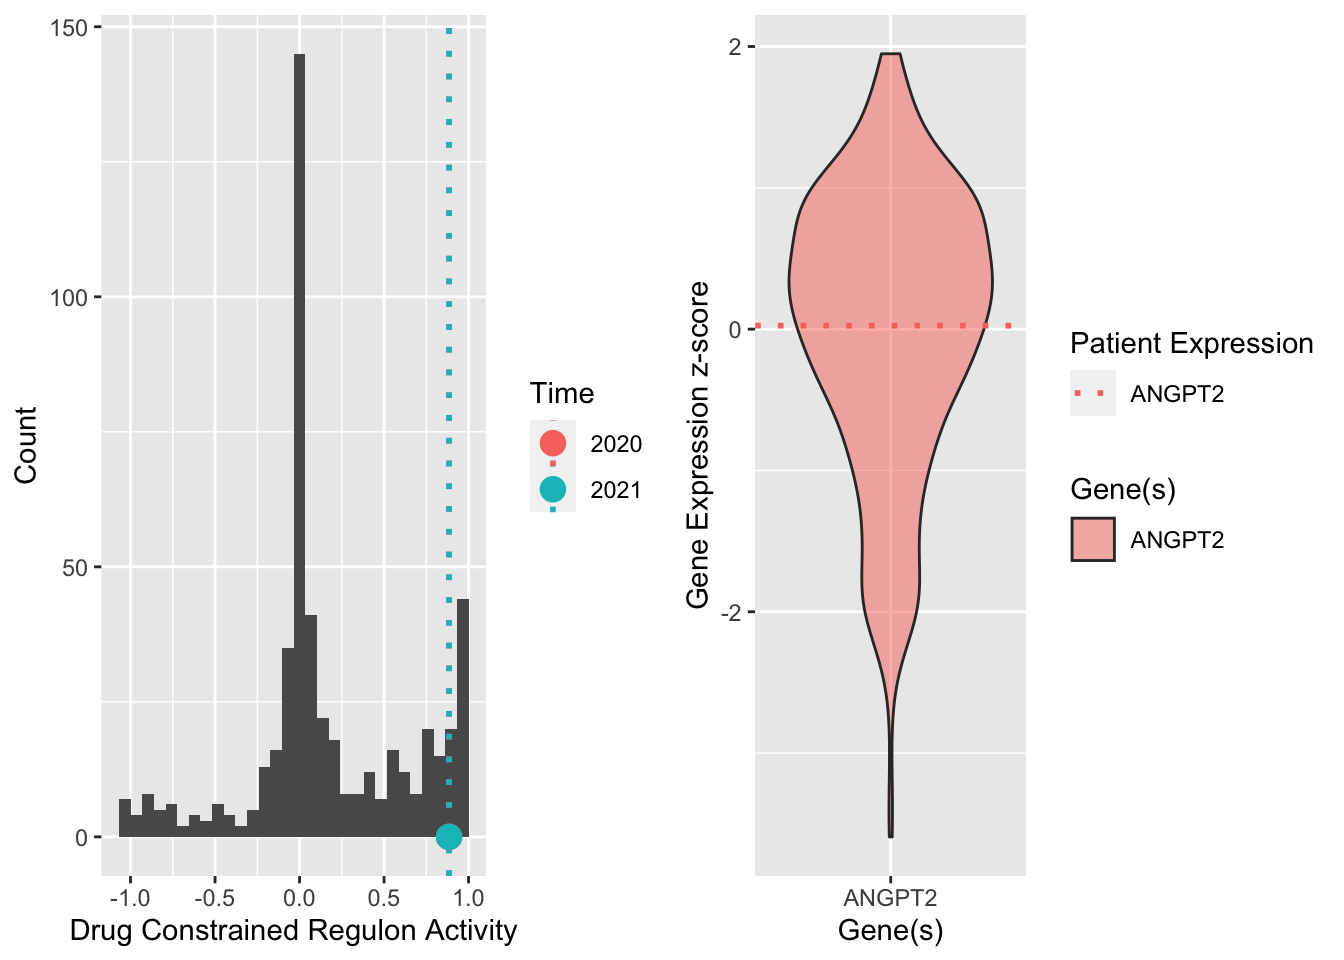 150
100
50
0
Count
-1.0 -0.5 0.0 0.5 1.0
Drug Constrained Regulon Activity
Time
2020
2021
2
0
-2
Gene Expression z-score
ANGPT2
Gene(s)
Patient Expression
ANGPT2
Gene(s)
ANGPT2